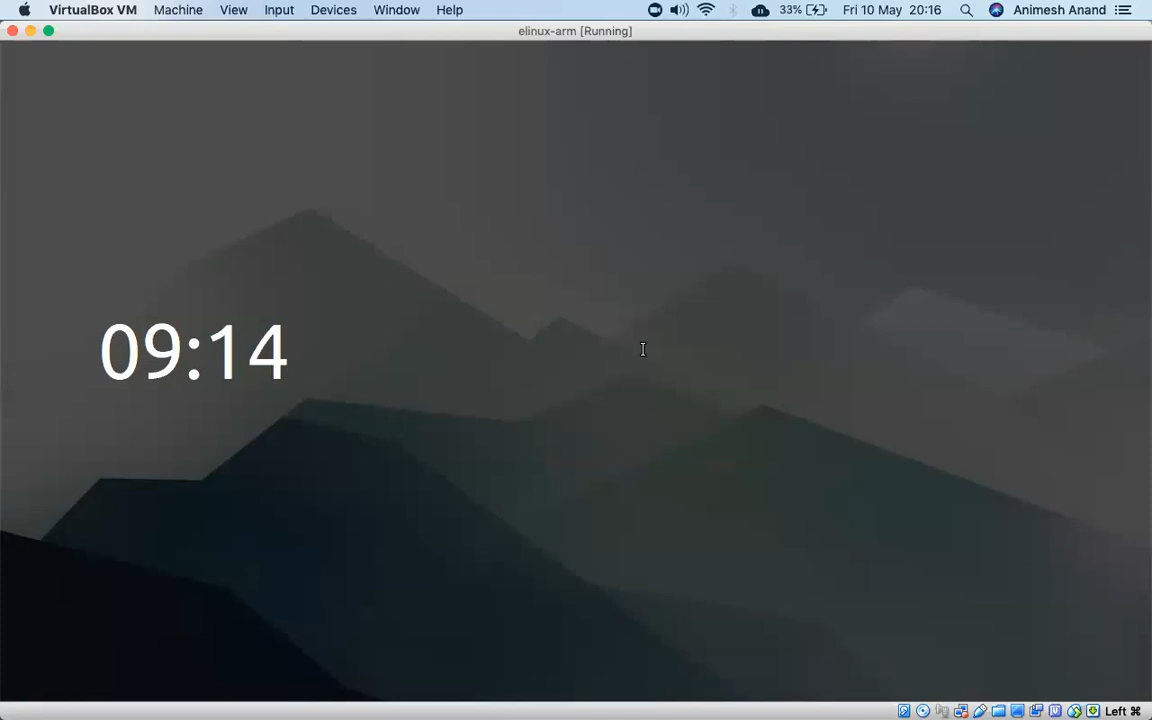 VirtualBox VM Machine View Input Devices Window Help 33% Fri 10 May 20:16 Animesh Anand
elinux-arm [Running]
09:14
Left ⌘